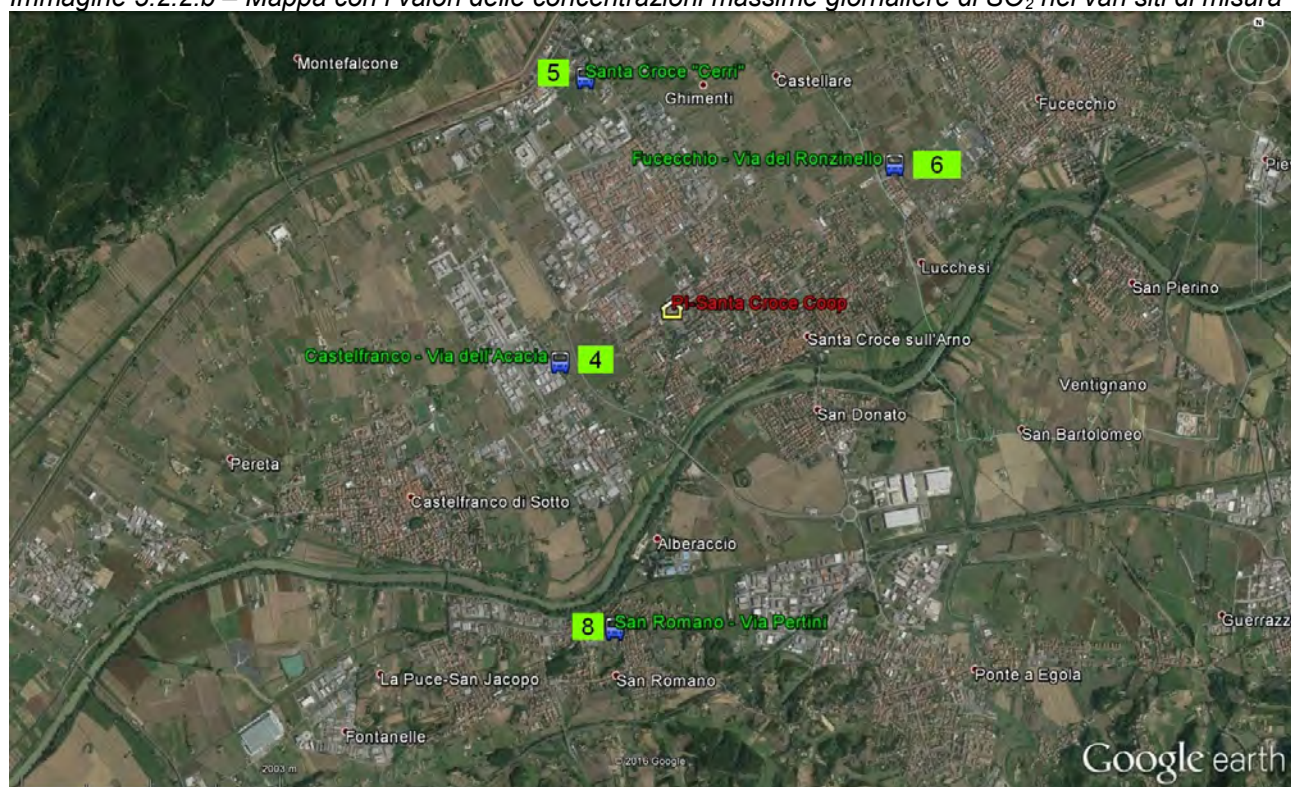 Immagine 5.2.2.b – Mappa con i valori delle concentrazioni massime giornaliere di SO2 nei vari siti di misura
N
Montefalcone
5 Santa Croce "Cerri"
Ghimenti
Castellare
Fucecchio
Fucecchio - Via del Ronzinello 6
Lucchesi
San Pierino
Pi-Santa Croce Coop
Santa Croce sull'Arno
Castelfranco - Via dell'Acacia 4
Ventignano
San Donato
San Bartolomeo
Pereta
Castelfranco di Sotto
Alberaccio
8 San Romano - Via Pertini
La Puce-San Jacopo
San Romano
Ponte a Egola
Fontanelle
2003 m
© 2016 Google
Google earth